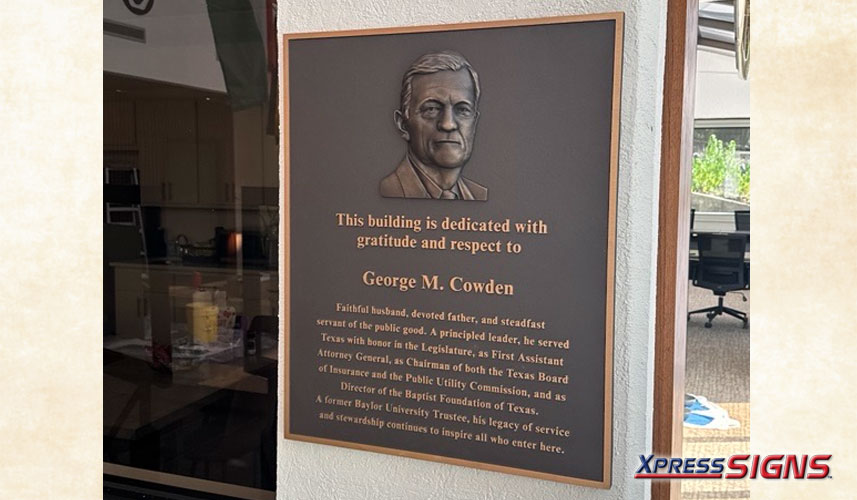 This building is dedicated with
gratitude and respect to
George M. Cowden
Faithful husband, devoted father, and steadfast
servant of the public good. A principled leader, he served
Texas with honor in the Legislature, as First Assistant
Attorney General, as Chairman of both the Texas Board
of Insurance and the Public Utility Commission, and as
Director of the Baptist Foundation of Texas.
A former Baylor University Trustee, his legacy of service
and stewardship continues to inspire all who enter here.
XPRESSSIGNS